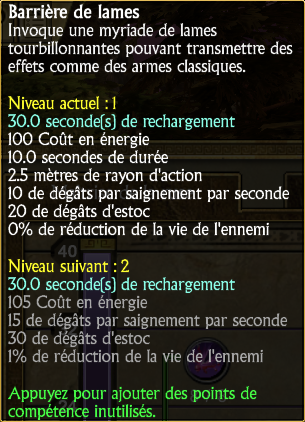 Barrière de lames
Invoque une myriade de lames
tourbillonnantes pouvant transmettre des
effets comme des armes classiques.
Niveau actuel : 1
30.0 seconde(s) de rechargement
100 Coût en énergie
10.0 secondes de durée
2.5 mètres de rayon d'action
10 de dégâts par saignement par seconde
20 de dégâts d'estoc
0% de réduction de la vie de l'ennemi
Niveau suivant : 2
30.0 seconde(s) de rechargement
105 Coût en énergie
15 de dégâts par saignement par seconde
30 de dégâts d'estoc
1% de réduction de la vie de l'ennemi
Appuyez pour ajouter des points de
compétence inutilisés.
40
24